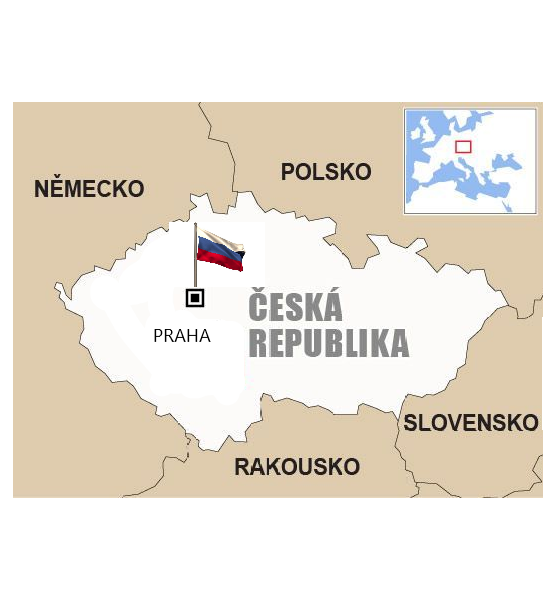 POLSKO
NĚMECKO
ČESKÁ
REPUBLIKA
PRAHA
SLOVENSKO
RAKOUSKO